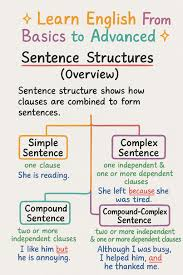 Learn English From
Basics to Advanced
Sentence Structures
(Overview)
Sentence structure shows how
clauses are combined to form
sentences.
Simple
Sentence
one clause
She is reading.
Complex
Sentence
one independent &
one or more dependent
clauses
She left because she
was tired.
Compound
Sentence
two or more
independent clauses
I like him but
he is annoying.
Compound-Complex
Sentence
two or more independent
& one or more dependent clauses
Although I was busy,
I helped him, and
he thanked me.